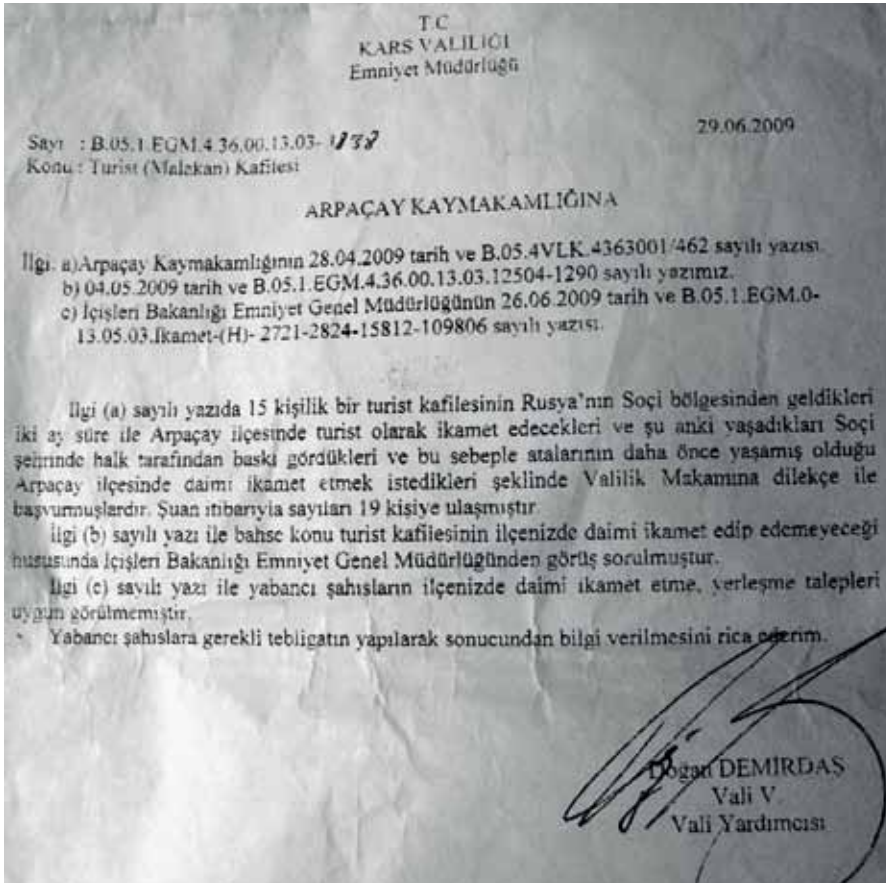 T.C
KARS VALİLİĞİ
Emniyet Müdürlüğü
29.06.2009
Sayı : B.05.1.EGM.4.36.00.13.03- 1838
Konu : Turist (Malakan) Kafilesi
ARPAÇAY KAYMAKAMLIĞINA
İlgi. a)Arpaçay Kaymakamlığının 28.04.2009 tarih ve B.05.4VLK.4363001/462 sayılı yazısı.
b) 04.05.2009 tarih ve B.05.1.EGM.4.36.00.13.03.12504-1290 sayılı yazımız.
c) İçişleri Bakanlığı Emniyet Genel Müdürlüğünün 26.06.2009 tarih ve B.05.1.EGM.0-
13.05.03.İkamet-(H)- 2721-2824-15812-109806 sayılı yazısı.
İlgi (a) sayılı yazıda 15 kişilik bir turist kafilesinin Rusya'nın Soçi bölgesinden geldikleri
iki ay süre ile Arpaçay ilçesinde turist olarak ikamet edecekleri ve şu anki yaşadıkları Soçi
şehrinde halk tarafından baskı gördükleri ve bu sebeple atalarının daha önce yaşamış olduğu
Arpaçay ilçesinde daimi ikamet etmek istedikleri şeklinde Valilik Makamına dilekçe ile
başvurmuşlardır. Şuan itibarıyla sayıları 19 kişiye ulaşmıştır.
İlgi (b) sayılı yazı ile bahse konu turist kafilesinin ilçenizde daimi ikamet edip edemeyeceği
hususunda İçişleri Bakanlığı Emniyet Genel Müdürlüğünden görüş sorulmuştur.
İlgi (c) sayılı yazı ile yabancı şahısların ilçenizde daimi ikamet etme, yerleşme talepleri
uygun görülmemiştir.
Yabancı şahıslara gerekli tebligatın yapılarak sonucundan bilgi verilmesini rica ederim.
Doğan DEMİRDAŞ
Vali V.
Vali Yardımcısı